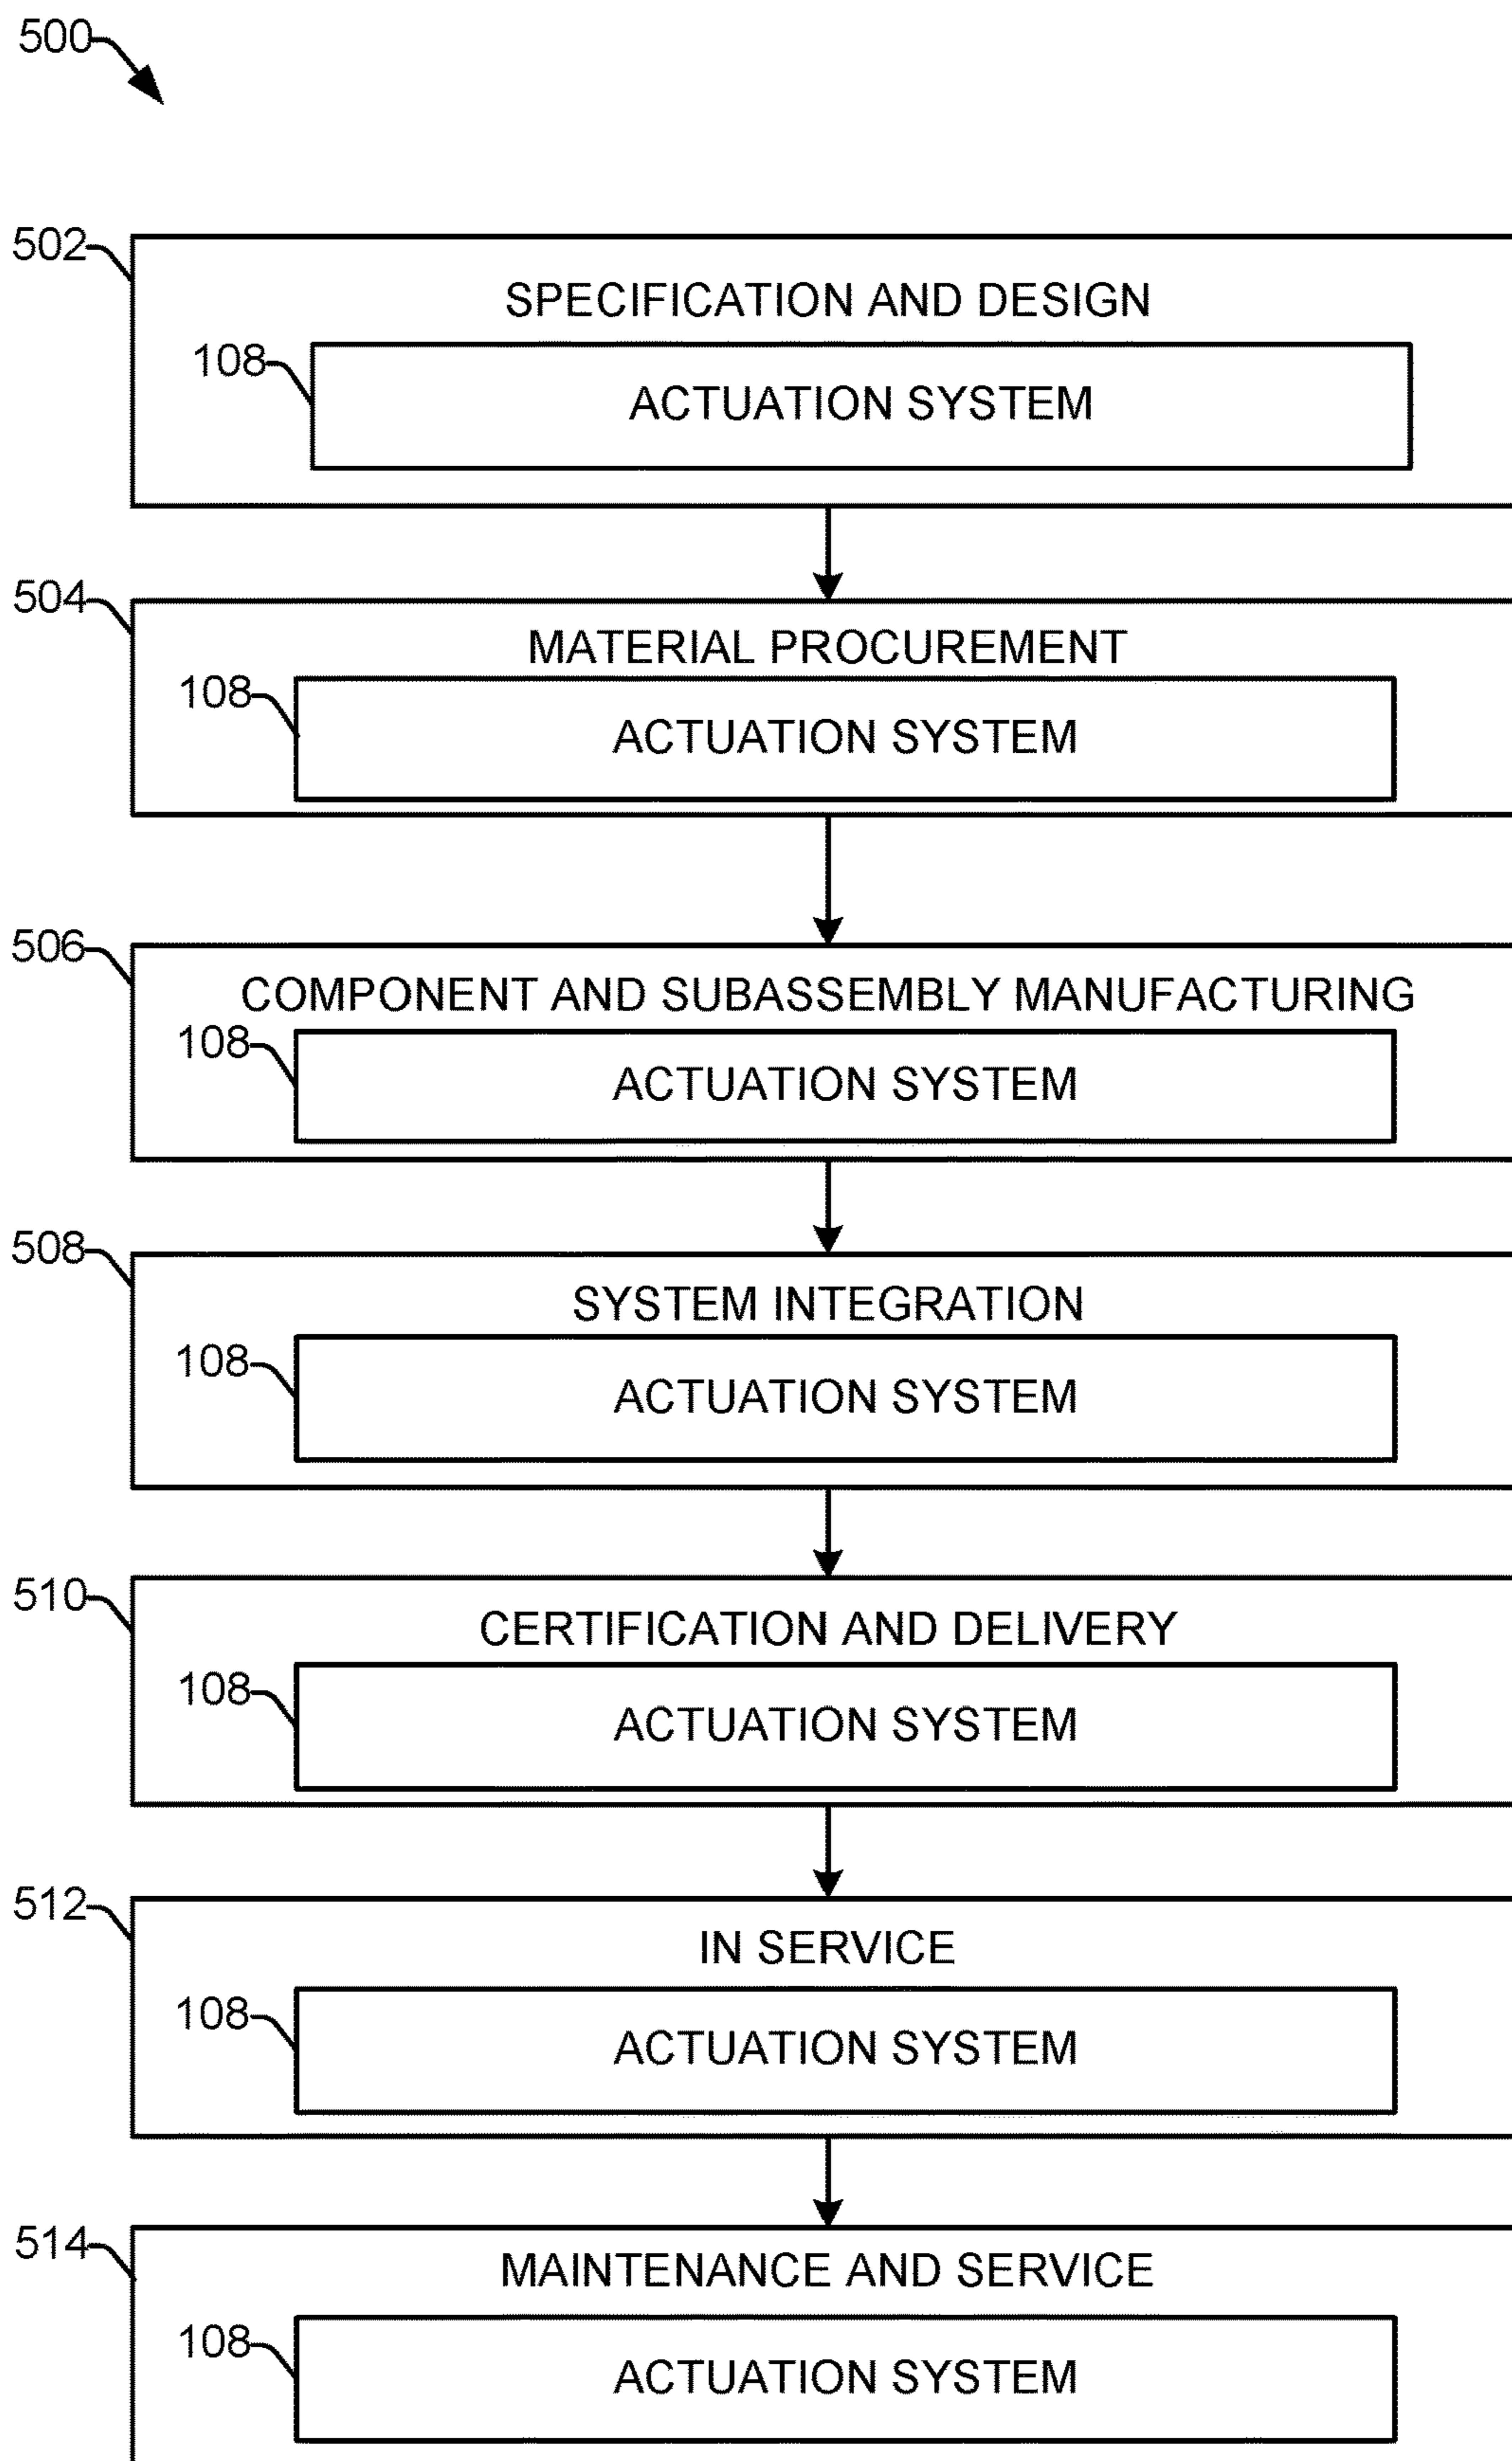 500
502
SPECIFICATION AND DESIGN
108
ACTUATION SYSTEM
504
MATERIAL PROCUREMENT
108
ACTUATION SYSTEM
506
COMPONENT AND SUBASSEMBLY MANUFACTURING
108
ACTUATION SYSTEM
508
SYSTEM INTEGRATION
108
ACTUATION SYSTEM
510
CERTIFICATION AND DELIVERY
108
ACTUATION SYSTEM
512
IN SERVICE
108
ACTUATION SYSTEM
514
MAINTENANCE AND SERVICE
108
ACTUATION SYSTEM